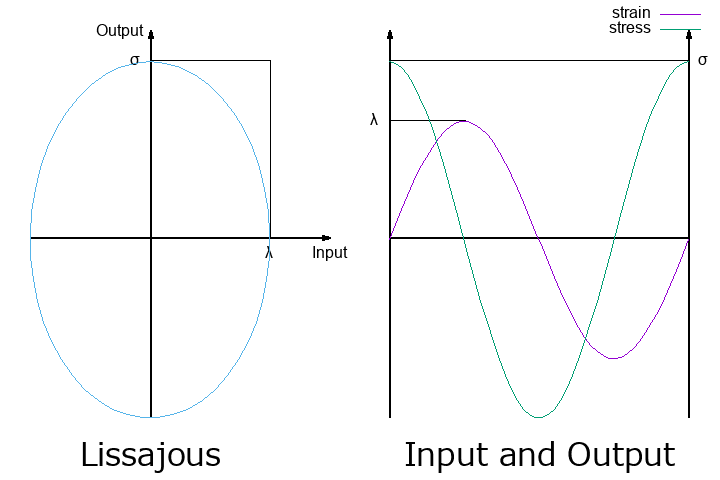 Output
σ
λ
Input
Lissajous
strain
stress
σ
λ
Input and Output